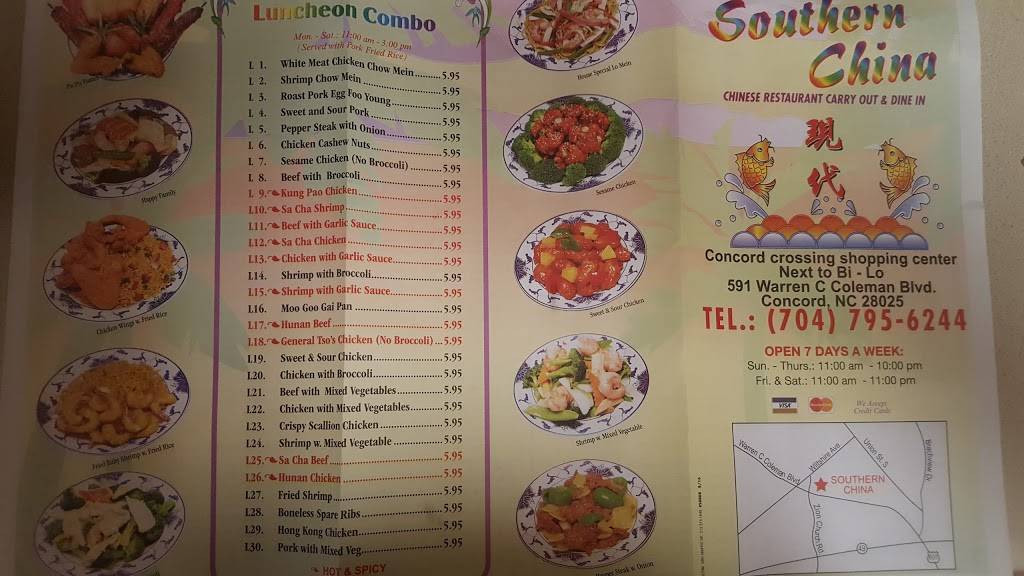 Happy Family
Chicken Wings w. Fried Rice
Fried Baby Shrimp w. Fried Rice
Luncheon Combo
Mon. - Sat.: 11:00 am - 3:00 pm
(Served with Pork Fried Rice)
L 1. White Meat Chicken Chow Mein 5.95
L 2. Shrimp Chow Mein 5.95
L 3. Roast Pork Egg Foo Young 5.95
L 4. Sweet and Sour Pork 5.95
L 5. Pepper Steak with Onion 5.95
L 6. Chicken Cashew Nuts 5.95
L 7. Sesame Chicken (No Broccoli) 5.95
L 8. Beef with Broccoli 5.95
L 9. Kung Pao Chicken 5.95
L10. Sa Cha Shrimp 5.95
L11. Beef with Garlic Sauce 5.95
L12. Sa Cha Chicken 5.95
L13. Chicken with Garlic Sauce 5.95
L14. Shrimp with Broccoli 5.95
L15. Shrimp with Garlic Sauce 5.95
L16. Moo Goo Gai Pan 5.95
L17. Hunan Beef 5.95
L18. General Tso's Chicken (No Broccoli) 5.95
L19. Sweet & Sour Chicken 5.95
L20. Chicken with Broccoli 5.95
L21. Beef with Mixed Vegetables 5.95
L22. Chicken with Mixed Vegetables 5.95
L23. Crispy Scallion Chicken 5.95
L24. Shrimp w. Mixed Vegetable 5.95
L25. Sa Cha Beef 5.95
L26. Hunan Chicken 5.95
L27. Fried Shrimp 5.95
L28. Boneless Spare Ribs 5.95
L29. Hong Kong Chicken 5.95
L30. Pork with Mixed Veg. 5.95
HOT & SPICY
House Special Lo Mein
Sesame Chicken
Sweet & Sour Chicken
Shrimp w. Mixed Vegetable
Steak w. Onion
Southern
China
CHINESE RESTAURANT CARRY OUT & DINE IN
現
代
Concord crossing shopping center
Next to Bi - Lo
591 Warren C Coleman Blvd.
Concord, NC 28025
TEL.: (704) 795-6244
OPEN 7 DAYS A WEEK:
Sun. - Thurs.: 11:00 am - 10:00 pm
Fri. & Sat.: 11:00 am - 11:00 pm
VISA
We Accept
Credit Cards
Warren C Coleman Blvd.
Wilshire Ave
Union St. S
SOUTHERN
CHINA